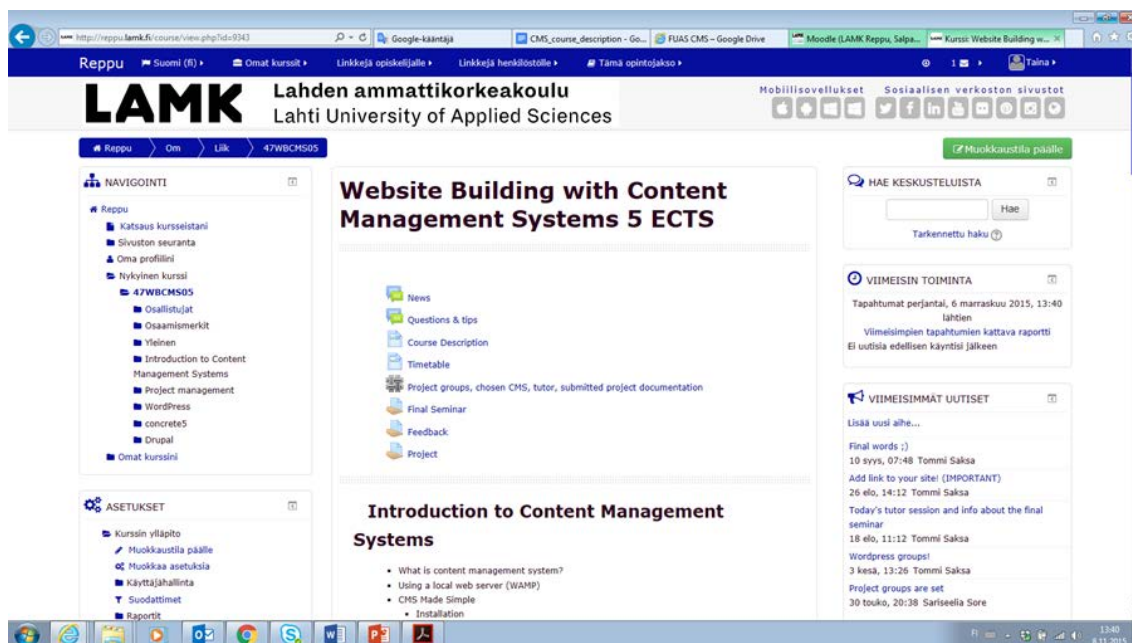 http://reppu.lamk.fi/course/view.php?id=9343
Google-kääntäjä
CMS_course_description - Go...
FUAS CMS – Google Drive
Moodle (LAMK Reppu, Salpa...
Kurssi: Website Building w...
Reppu
Suomi (fi)
Omat kurssit
Linkkejä opiskelijalle
Linkkejä henkilöstölle
Tämä opintojakso
1
Taina
LAMK
Lahden ammattikorkeakoulu
Lahti University of Applied Sciences
Mobiilisovellukset
Sosiaalisen verkoston sivustot
Reppu
Om
Liik
47WBCMS05
Muokkaustila päälle
NAVIGOINTI
Reppu
Katsaus kursseistani
Sivuston seuranta
Oma profiilini
Nykyinen kurssi
47WBCMS05
Osallistujat
Osaamismerkit
Yleinen
Introduction to Content
Management Systems
Project management
WordPress
concrete5
Drupal
Omat kurssini
ASETUKSET
Kurssin ylläpito
Muokkaustila päälle
Muokkaa asetuksia
Käyttäjähallinta
Suodattimet
Raportit
Website Building with Content
Management Systems 5 ECTS
News
Questions & tips
Course Description
Timetable
Project groups, chosen CMS, tutor, submitted project documentation
Final Seminar
Feedback
Project
Introduction to Content Management
Systems
• What is content management system?
• Using a local web server (WAMP)
• CMS Made Simple
• Installation
HAE KESKUSTELUISTA
Hae
Tarkennettu haku
VIIMEISIN TOIMINTA
Tapahtumat perjantai, 6 marraskuu 2015, 13:40
lähtien
Viimeisimpien tapahtumien kattava raportti
Ei uutisia edellisen käyntisi jälkeen
VIIMEISIMMÄT UUTISET
Lisää uusi aihe...
Final words ;)
10 syys, 07:48 Tommi Saksa
Add link to your site! (IMPORTANT)
26 elo, 14:12 Tommi Saksa
Today's tutor session and info about the final
seminar
18 elo, 11:12 Tommi Saksa
Wordpress groups!
3 kesä, 13:26 Tommi Saksa
Project groups are set
30 touko, 20:38 Sariseelia Sore
FI
13:40
8.11.2015